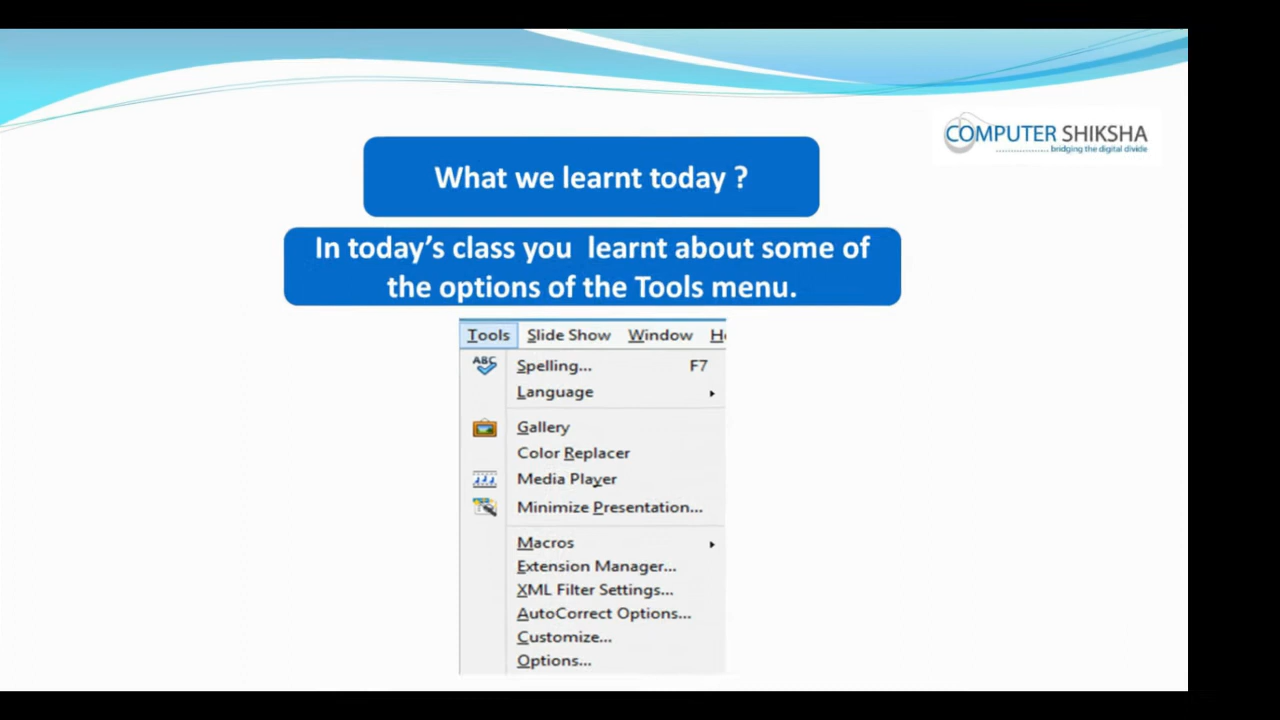 COMPUTER SHIKSHA
bridging the digital divide
What we learnt today ?
In today's class you learnt about some of
the options of the Tools menu.
Tools Slide Show Window
ABC Spelling... F7
Language
Gallery
Color Replacer
Media Player
Minimize Presentation...
Macros
Extension Manager...
XML Filter Settings...
AutoCorrect Options...
Customize...
Options...